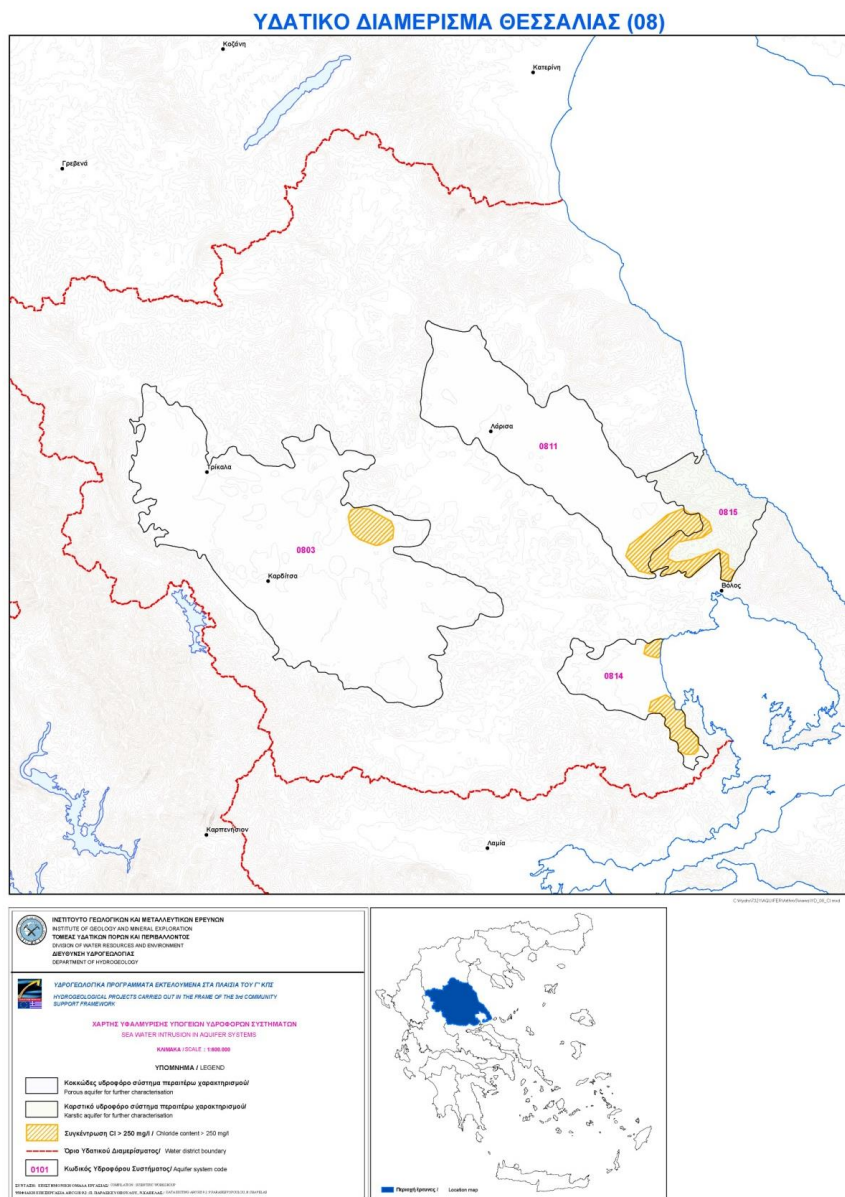 ΥΔΑΤΙΚΟ ΔΙΑΜΕΡΙΣΜΑ ΘΕΣΣΑΛΙΑΣ (08)
Κοζάνη
Κατερίνη
Γρεβενά
Λάρισα
0811
Τρίκαλα
0815
0803
Καρδίτσα
Βόλος
0814
Καρπενήσιον
Λαμία
ΙΝΣΤΙΤΟΥΤΟ ΓΕΩΛΟΓΙΚΩΝ ΚΑΙ ΜΕΤΑΛΛΕΥΤΙΚΩΝ ΕΡΕΥΝΩΝ
INSTITUTE OF GEOLOGY AND MINERAL EXPLORATION
ΤΟΜΕΑΣ ΥΔΑΤΙΚΩΝ ΠΟΡΩΝ ΚΑΙ ΠΕΡΙΒΑΛΛΟΝΤΟΣ
DIVISION OF WATER RESOURCES AND ENVIRONMENT
ΔΙΕΥΘΥΝΣΗ ΥΔΡΟΓΕΩΛΟΓΙΑΣ
DEPARTMENT OF HYDROGEOLOGY
ΥΔΡΟΓΕΩΛΟΓΙΚΑ ΠΡΟΓΡΑΜΜΑΤΑ ΕΚΤΕΛΟΥΜΕΝΑ ΣΤΑ ΠΛΑΙΣΙΑ ΤΟΥ Γ' ΚΠΣ
HYDROGEOLOGICAL PROJECTS CARRIED OUT IN THE FRAME OF THE 3rd COMMUNITY
SUPPORT FRAMEWORK
ΧΑΡΤΗΣ ΥΦΑΛΜΥΡΙΣΗΣ ΥΠΟΓΕΙΩΝ ΥΔΡΟΦΟΡΩΝ ΣΥΣΤΗΜΑΤΩΝ
SEA WATER INTRUSION IN AQUIFER SYSTEMS
ΚΛΙΜΑΚΑ / SCALE :
ΥΠΟΜΝΗΜΑ / LEGEND
Κοκκώδες υδροφόρο σύστημα περαιτέρω χαρακτηρισμού/
Porous aquifer for further characterisation
Καρστικό υδροφόρο σύστημα περαιτέρω χαρακτηρισμού/
Karstic aquifer for further characterisation
Συγκέντρωση Cl > 250 mg/l / Chloride content > 250 mg/l
Όριο Υδατικού Διαμερίσματος/ Water district boundary
0101 Κωδικός Υδροφόρου Συστήματος/ Aquifer system code
Περιοχή έρευνας / Location map